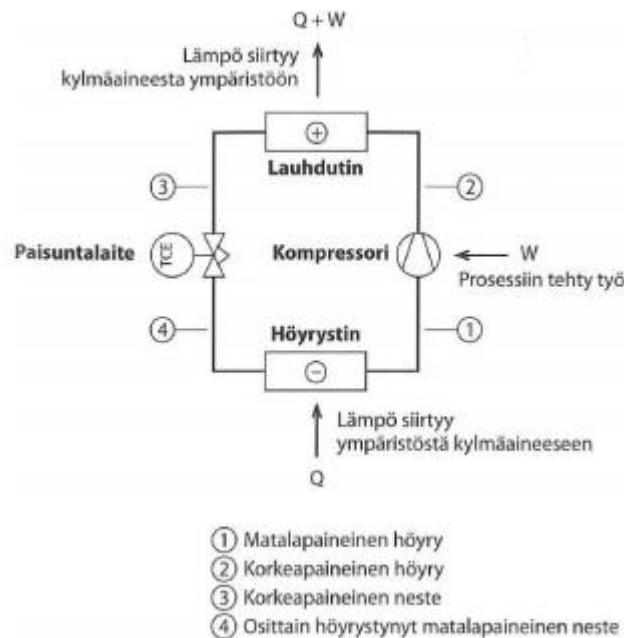 Q + W
Lämpö siirtyy
kylmäaineesta ympäristöön
+
Lauhdutin
3
2
Paisuntalaite
TCE
Kompressori
W
Prosessiin tehty työ
4
Höyrystin
1
−
Lämpö siirtyy
ympäristöstä kylmäaineeseen
Q
1 Matalapaineinen höyry
2 Korkeapaineinen höyry
3 Korkeapaineinen neste
4 Osittain höyrystynyt matalapaineinen neste